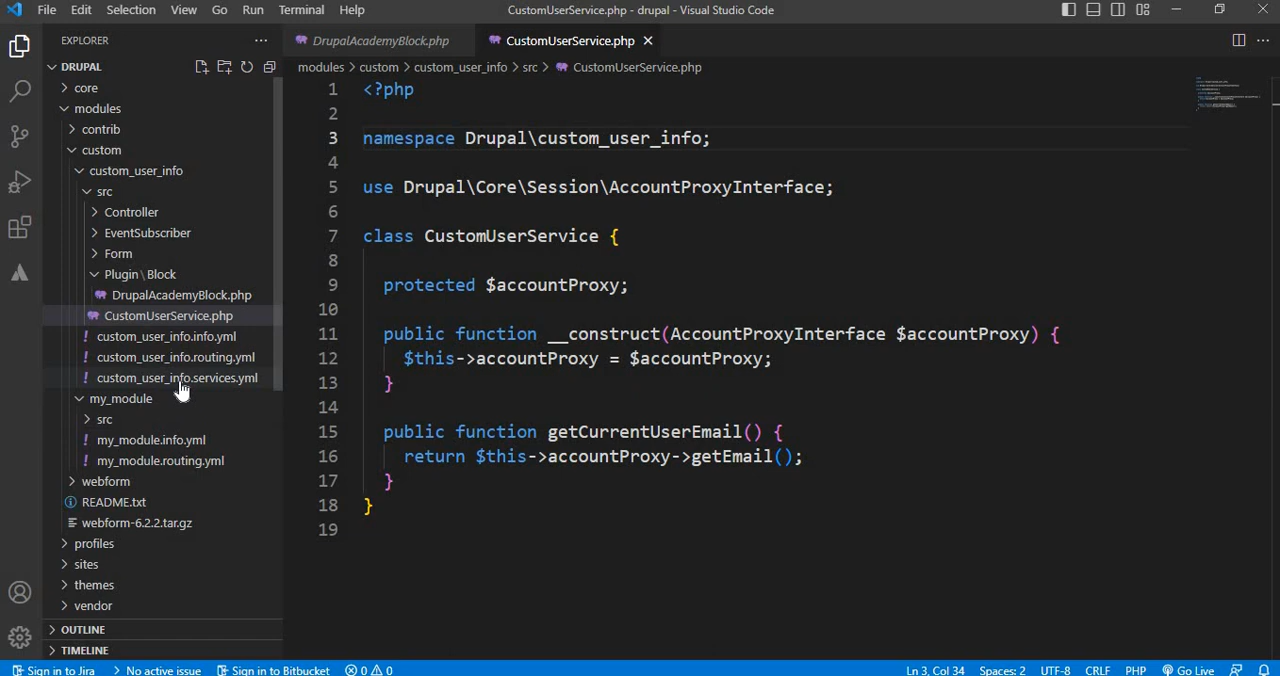 File Edit Selection View Go Run Terminal Help CustomUserService.php - drupal - Visual Studio Code
EXPLORER ...
DrupalAcademyBlock.php CustomUserService.php
DRUPAL
modules > custom > custom_user_info > src > CustomUserService.php
core
modules
contrib
custom
custom_user_info
src
Controller
EventSubscriber
Form
Plugin\Block
DrupalAcademyBlock.php
CustomUserService.php
custom_user_info.info.yml
custom_user_info.routing.yml
custom_user_info.services.yml
my_module
src
my_module.info.yml
my_module.routing.yml
webform
README.txt
webform-6.2.2.tar.gz
profiles
sites
themes
vendor
OUTLINE
TIMELINE
1 <?php
2
3 namespace Drupal\custom_user_info;
4
5 use Drupal\Core\Session\AccountProxyInterface;
6
7 class CustomUserService {
8
9 protected $accountProxy;
10
11 public function __construct(AccountProxyInterface $accountProxy) {
12 $this->accountProxy = $accountProxy;
13 }
14
15 public function getCurrentUserEmail() {
16 return $this->accountProxy->getEmail();
17 }
18 }
19
Sign in to Jira No active issue Sign in to Bitbucket 0 0 Ln 3, Col 34 Spaces: 2 UTF-8 CRLF PHP Go Live